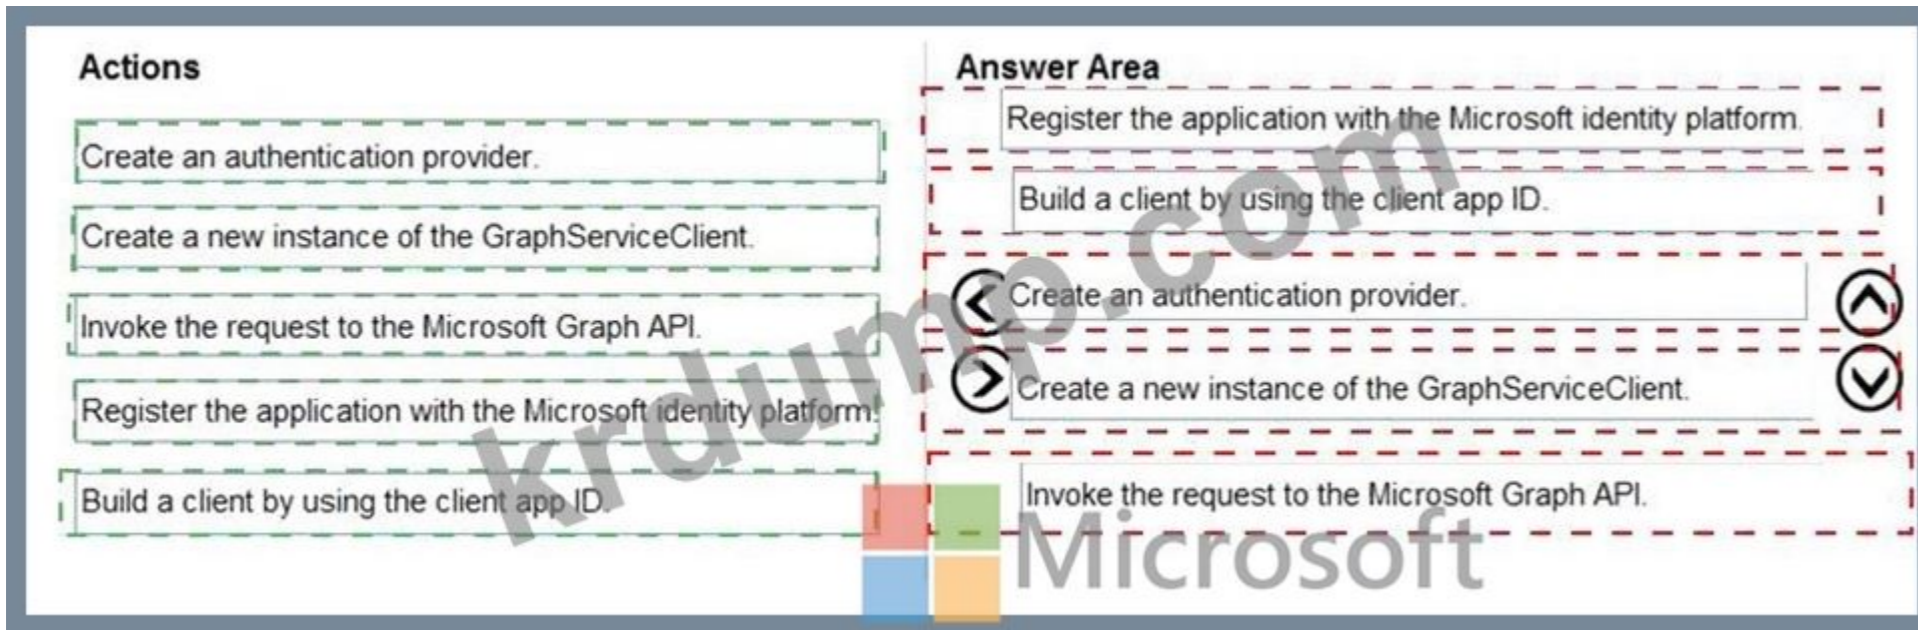 Actions
Create an authentication provider.
Create a new instance of the GraphServiceClient.
Invoke the request to the Microsoft Graph API.
Register the application with the Microsoft identity platform.
Build a client by using the client app ID.
Answer Area
Register the application with the Microsoft identity platform.
Build a client by using the client app ID.
Create an authentication provider.
Create a new instance of the GraphServiceClient.
Invoke the request to the Microsoft Graph API.
krdump.com
Microsoft